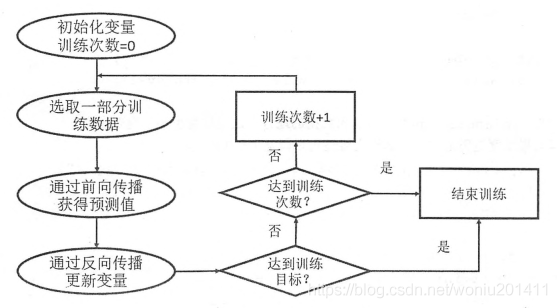 初始化变量
训练次数=0
选取一部分训
练数据
通过前向传播
获得预测值
通过反向传播
更新变量
训练次数+1
否
达到训练
次数?
是
结束训练
否
达到训练
目标?
是
https://blog.csdn.net/woniu201411